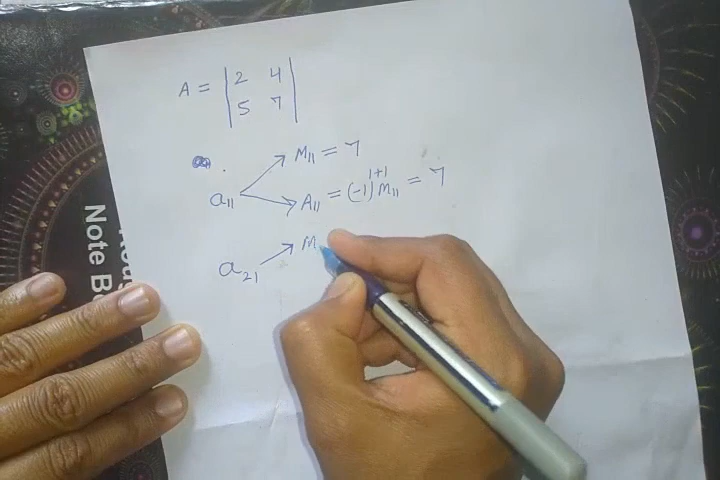 A = | 2 4 |
| 5 7 |
M₁₁ = 7
a₁₁
A₁₁ = (-1)¹⁺¹ M₁₁ = 7
M
a₂₁
Note B